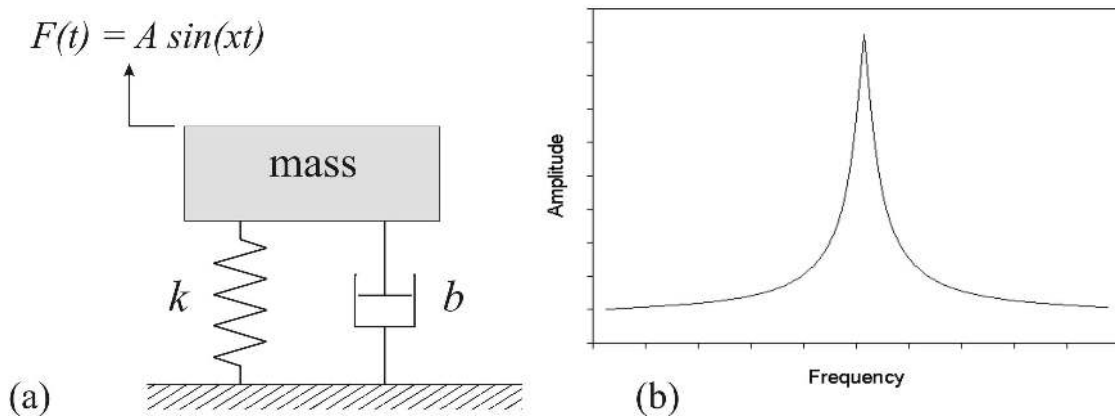 F(t) = A sin(xt)
mass
k
b
(a)
Amplitude
Frequency
(b)